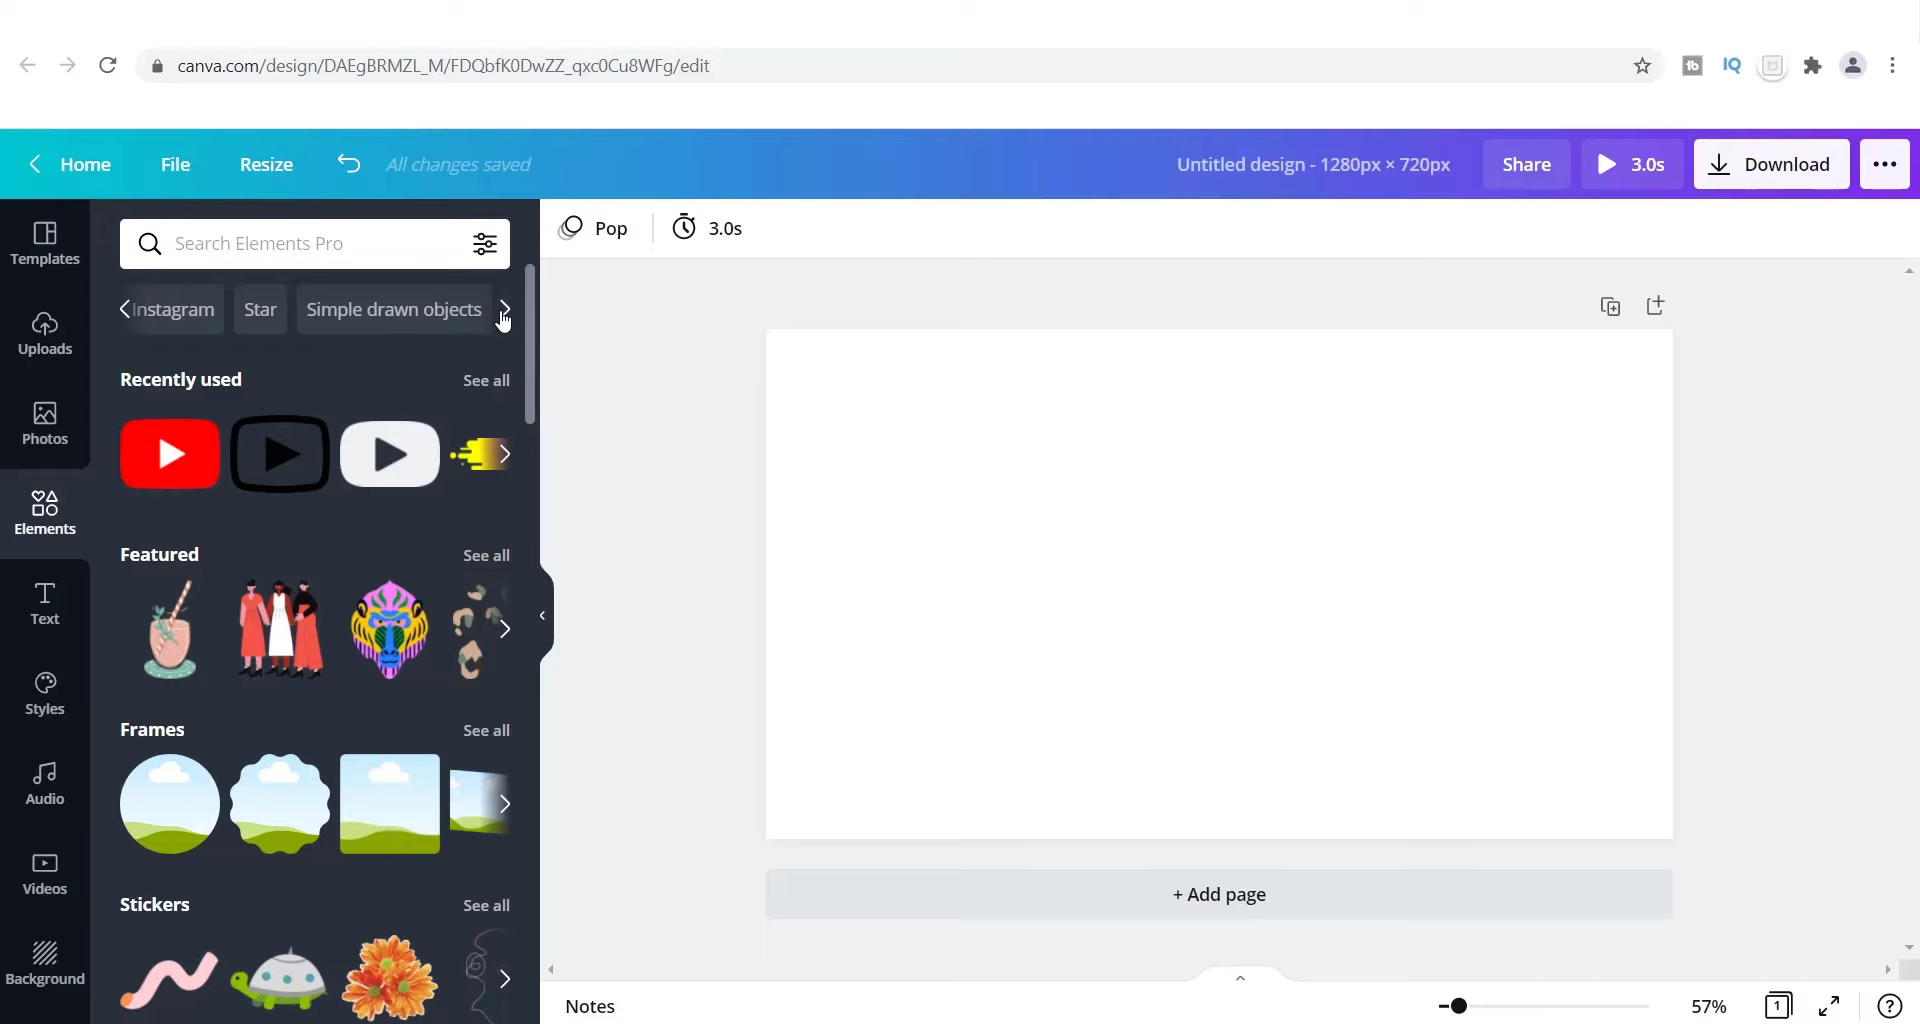 canva.com/design/DAEgBRMZL_M/FDQbfK0DwZZ_qxc0Cu8WFg/edit
Home File Resize All changes saved Untitled design - 1280px × 720px Share 3.0s Download
Templates
Uploads
Photos
Elements
Text
Styles
Audio
Videos
Background
Search Elements Pro
Instagram Star Simple drawn objects
Recently used See all
Featured See all
Frames See all
Stickers See all
Pop 3.0s
+ Add page
Notes 57% 1